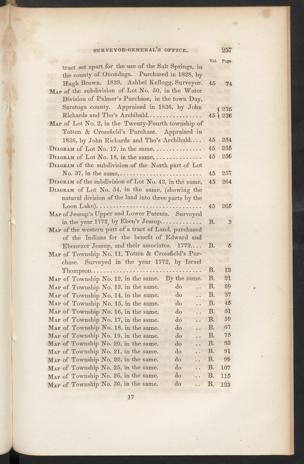 SURVEYOR-GENERAL'S OFFICE. 257
Vol. Page.
tract set apart for the use of the Salt Springs, in
the county of Onondaga. Purchased in 1828, by
Hugh Brown. 1829. Ashbel Kellogg, Surveyor. 45 74
MAP of the subdivision of Lot No. 50, in the Water
Division of Palmer's Purchase, in the town Day,
Saratoga county. Appraised in 1836, by John
Richards and Tho's Archibald. 45 { 235 236
MAP of Lot No. 2, in the Twenty-Fourth township of
Totten & Crossfield's Purchase. Appraised in
1836, by John Richards and Tho's Archibald.... 45 254
DIAGRAM of Lot No. 17, in the same, 45 255
DIAGRAM of Lot No. 18, in the same, 45 256
DIAGRAM of the subdivision of the North part of Lot
No. 37, in the same, 45 257
DIAGRAM of the subdivision of Lot No. 43, in the same, 45 264
DIAGRAM of Lot No. 54, in the same, (showing the
natural division of the land into three parts by the
Loon Lake). 45 265
MAP of Jessup's Upper and Lower Patents. Surveyed
in the year 1772, by Eben'r Jessup. B. 3
MAP of the western part of a tract of Land, purchased
of the Indians for the benefit of Edward and
Ebenezer Jessup, and their associates. 1772... B. 5
MAP of Township No. 11, Totten & Crossfield's Pur-
chase. Surveyed in the year 1772, by Israel
Thompson. B. 13
MAP of Township No. 12, in the same. By the same. B. 21
MAP of Township No. 13, in the same. do .. B. 29
MAP of Township No. 14, in the same. do .. B. 37
MAP of Township No. 15, in the same. do .. B. 45
MAP of Township No. 16, in the same. do .. B. 51
MAP of Township No. 17, in the same. do .. B. 59
MAP of Township No. 18, in the same. do .. B. 67
MAP of Township No. 19, in the same. do .. B. 75
MAP of Township No. 20, in the same. do .. B. 83
MAP of Township No. 21, in the same. do .. B. 91
MAP of Township No. 22, in the same. do .. B. 99
MAP of Township No. 25, in the same. do .. B. 107
MAP of Township No. 26, in the same. do .. B. 115
MAP of Township No. 30, in the same. do .. B. 123
17